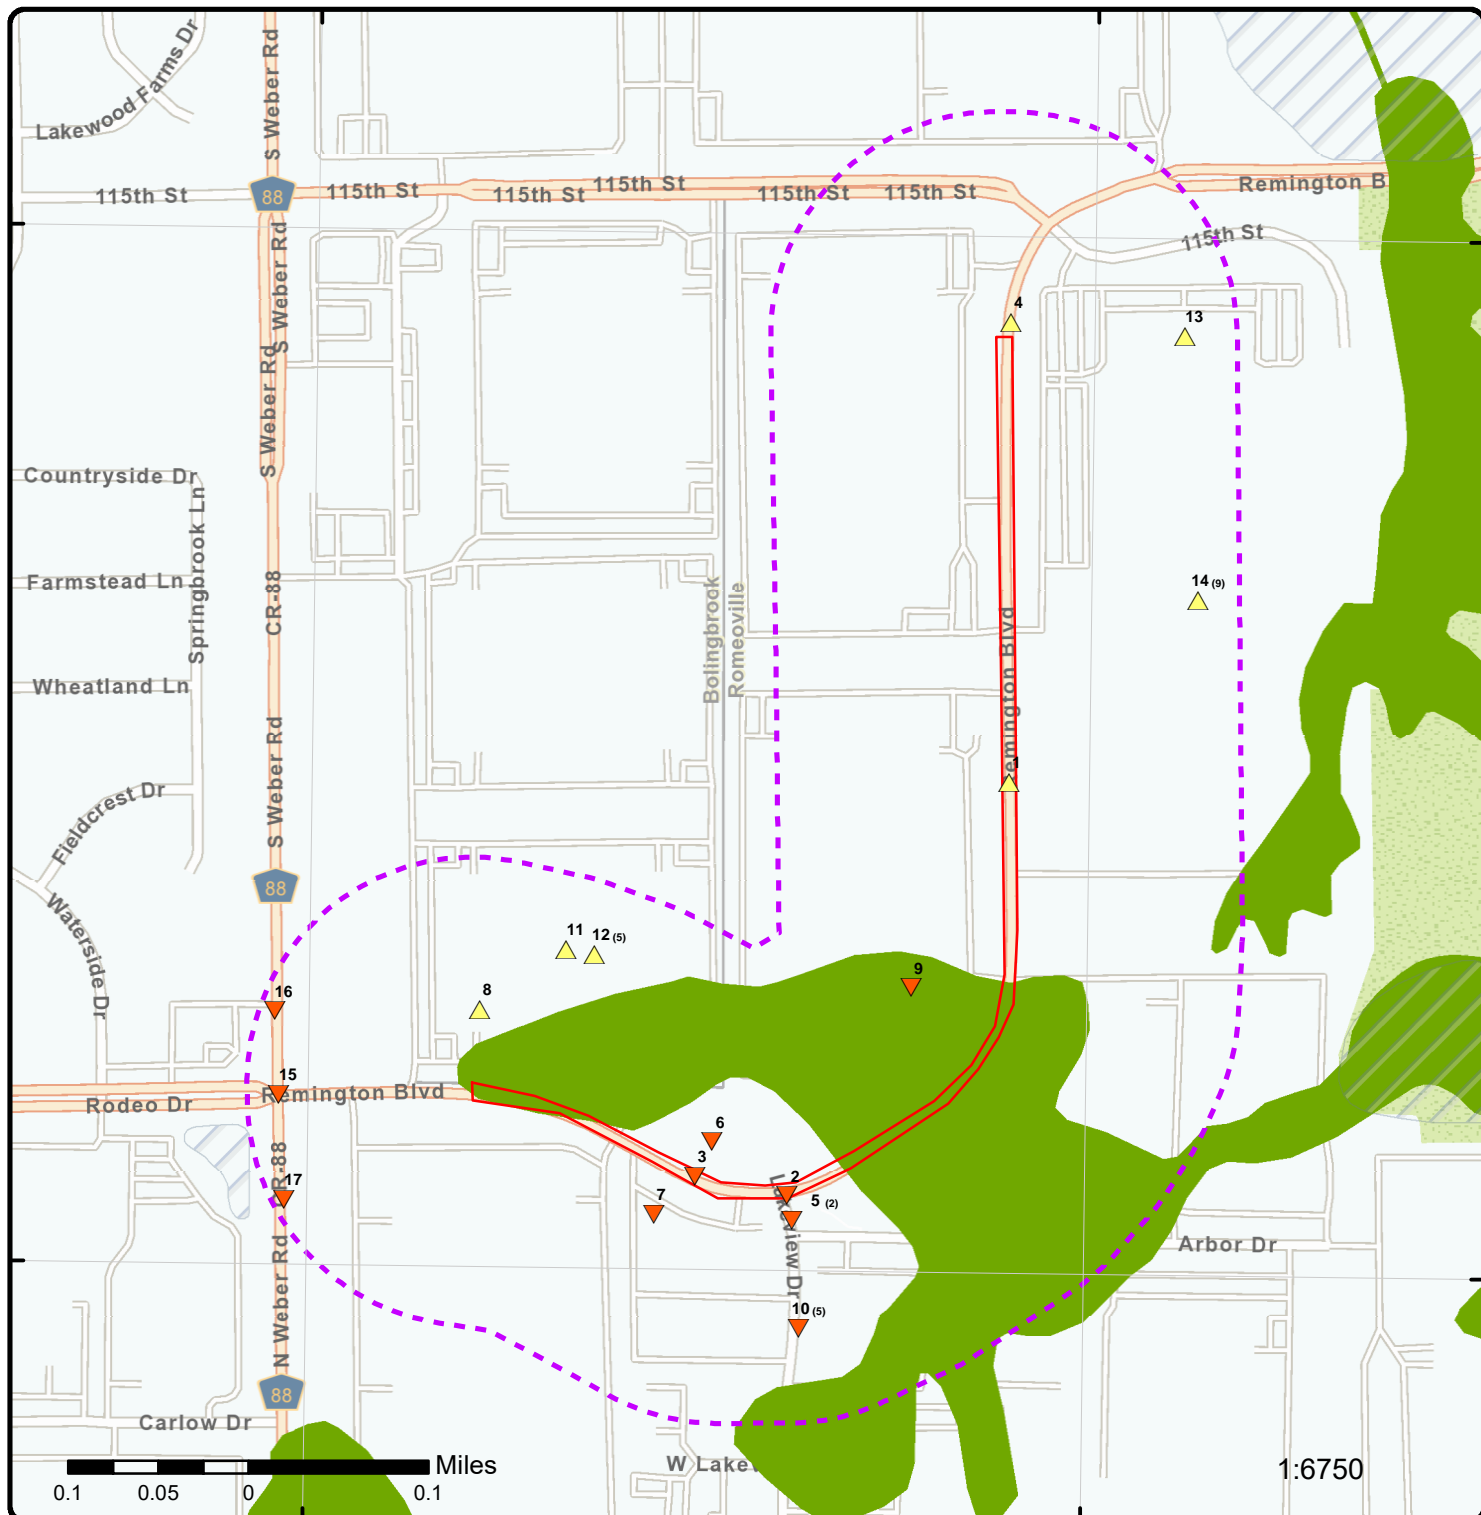 Lakewood Farms Dr
S Weber Rd
88
115th St
115th St
115th St
115th St
115th St
115th St
Remington B
115th St
S Weber Rd
S Weber Rd
4
13
Countryside Dr
Springbrook Ln
Farmstead Ln
CR-88
14 (9)
Bolingbrook
Romeoville
Remington Blvd
Wheatland Ln
S Weber Rd
1
Fieldcrest Dr
88
Waterside Dr
11
12 (5)
9
8
16
15
Remington Blvd
Rodeo Dr
6
3
2
17
CR-88
7
5 (2)
Lakeview Dr
Arbor Dr
N Weber Rd
10 (5)
88
Carlow Dr
W Lakev
Miles
0.1
0.05
0
0.1
1:6750